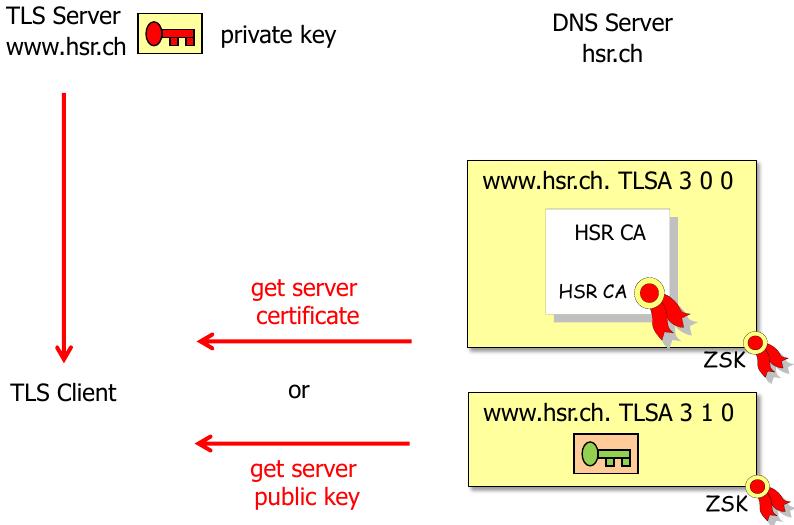 TLS Server
www.hsr.ch
private key
DNS Server
hsr.ch
www.hsr.ch. TLSA 3 0 0
HSR CA
HSR CA
get server
certificate
ZSK
TLS Client
or
www.hsr.ch. TLSA 3 1 0
get server
public key
ZSK